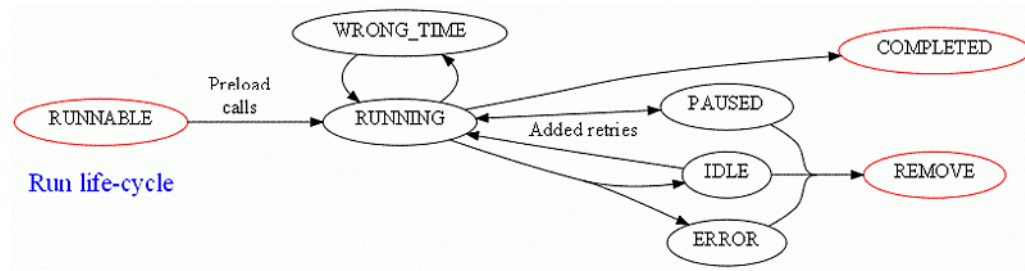 WRONG_TIME
COMPLETED
Preload
calls
PAUSED
RUNNABLE
RUNNING
Added retries
IDLE
REMOVE
Run life-cycle
ERROR